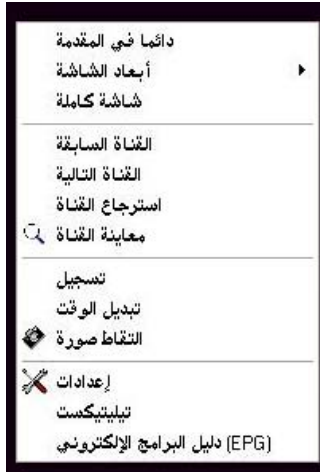 دائما في المقدمة
أبعاد الشاشة
شاشة كاملة
القناة السابقة
القناة التالية
استرجاع القناة
معاينة القناة
تسجيل
تبديل الوقت
التقاط صورة
إعدادات
تيليتيكست
(EPG) دليل البرامج الإلكتروني